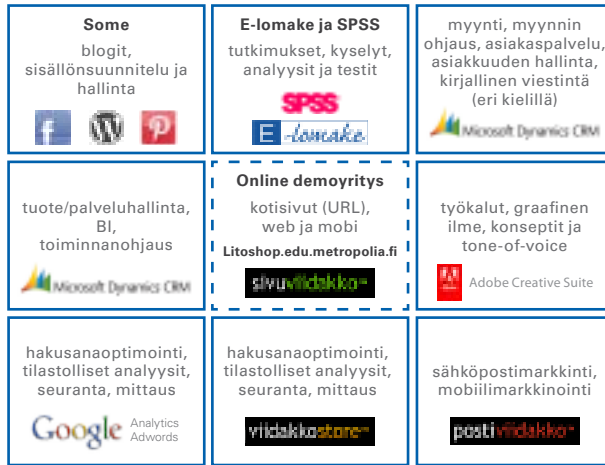 Some
blogit,
sisällönsuunnitelu ja
hallinta
f
W
P
E-lomake ja SPSS
tutkimukset, kyselyt,
analyysit ja testit
SPSS
E-lomake
myynti, myynnin
ohjaus, asiakaspalvelu,
asiakkuuden hallinta,
kirjallinen viestintä
(eri kielillä)
Microsoft Dynamics CRM
tuote/palveluhallinta,
BI,
toiminnanohjaus
Microsoft Dynamics CRM
Online demoyritys
kotisivut (URL),
web ja mobi
Litoshop.edu.metropolia.fi
sivuviidakko™
työkalut, graafinen
ilme, konseptit ja
tone-of-voice
Adobe Creative Suite
hakusanaoptimointi,
tilastolliset analyysit,
seuranta, mittaus
Google Analytics
Adwords
hakusanaoptimointi,
tilastolliset analyysit,
seuranta, mittaus
viidakkostore™
sähköpostimarkkinti,
mobiilimarkkinointi
postiviidakko™